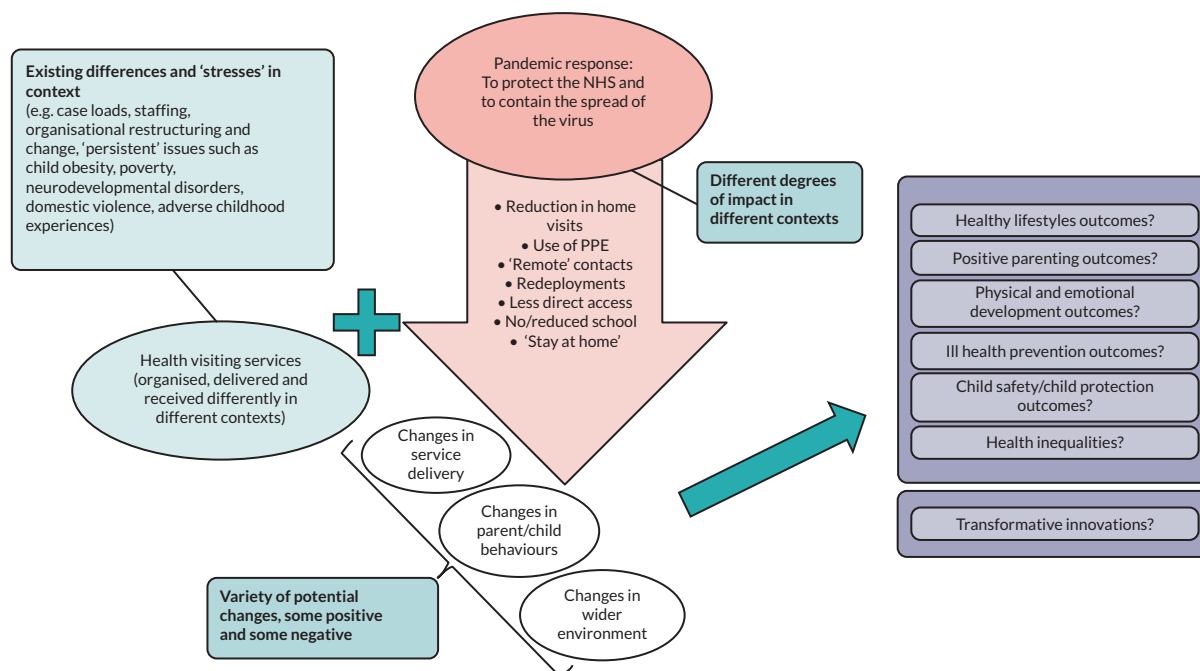 Existing differences and ‘stresses’ in
context
(e.g. case loads, staffing,
organisational restructuring and
change, ‘persistent’ issues such as
child obesity, poverty,
neurodevelopmental disorders,
domestic violence, adverse childhood
experiences)
Health visiting services
(organised, delivered and
received differently in
different contexts)
Pandemic response:
To protect the NHS and
to contain the spread of
the virus
Different degrees
of impact in
different contexts
• Reduction in home
visits
• Use of PPE
• ‘Remote’ contacts
• Redeployments
• Less direct access
• No/reduced school
• ‘Stay at home’
Changes in
service
delivery
Changes in
parent/child
behaviours
Changes in
wider
environment
Variety of potential
changes, some positive
and some negative
Healthy lifestyles outcomes?
Positive parenting outcomes?
Physical and emotional
development outcomes?
Ill health prevention outcomes?
Child safety/child protection
outcomes?
Health inequalities?
Transformative innovations?